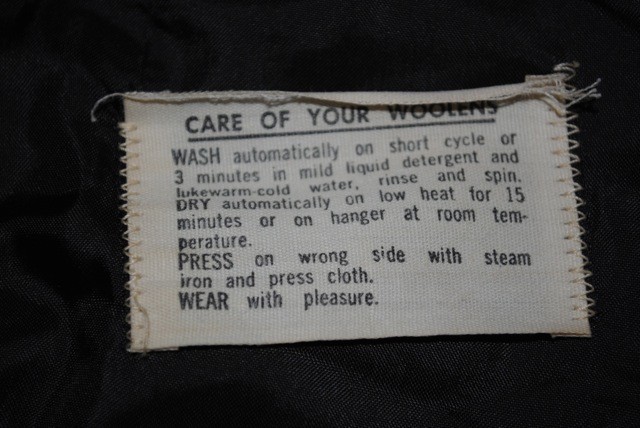 CARE OF YOUR WOOLENS
WASH automatically on short cycle or
3 minutes in mild liquid detergent and
lukewarm-cold water, rinse and spin.
DRY automatically on low heat for 15
minutes or on hanger at room tem-
perature.
PRESS on wrong side with steam
iron and press cloth.
WEAR with pleasure.